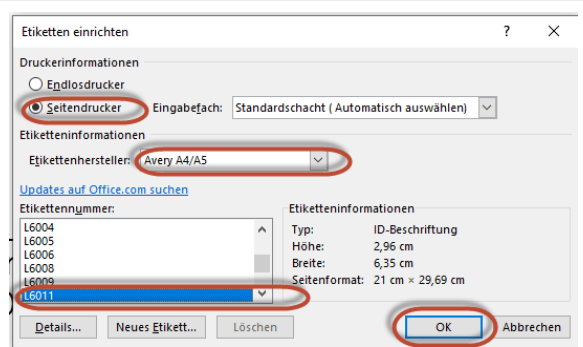 Etiketten einrichten ? ×
Druckerinformationen
Endlosdrucker
Seitendrucker Eingabefach: Standardschacht ( Automatisch auswählen)
Etiketteninformationen
Etikettenhersteller: Avery A4/A5
Updates auf Office.com suchen
Etikettennummer:
L6004
L6005
L6006
L6008
L6009
L6011
Etiketteninformationen
Typ: ID-Beschriftung
Höhe: 2,96 cm
Breite: 6,35 cm
Seitenformat: 21 cm × 29,69 cm
Details... Neues Etikett... Löschen OK Abbrechen